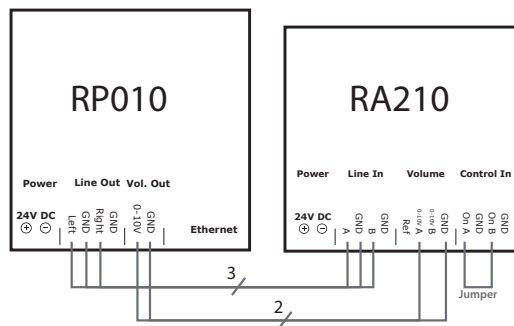 RP010
Power Line Out Vol. Out
24V DC
Left
GND
Right
GND
0-10V
GND
Ethernet
RA210
Line In Volume Control In
Power
24V DC
A
GND
B
GND
Ref
0-10V A
0-10V B
GND
On A
GND
On B
GND
Jumper
3
2